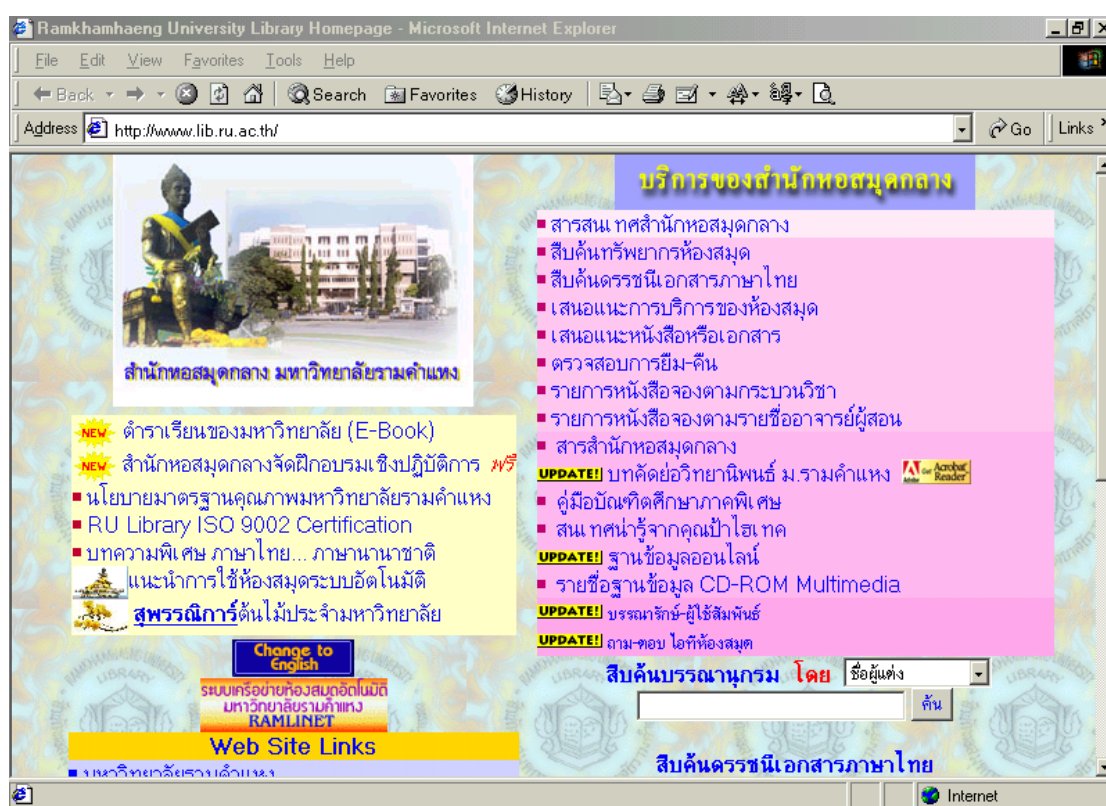 Ramkhamhaeng University Library Homepage - Microsoft Internet Explorer
File Edit View Favorites Tools Help
Back Search Favorites History
Address http://www.lib.ru.ac.th/ Go Links
สำนักหอสมุดกลาง มหาวิทยาลัยรามคำแหง
NEW ตำราเรียนของมหาวิทยาลัย (E-Book)
NEW สำนักหอสมุดกลางจัดฝึกอบรมเชิงปฏิบัติการ ฟรี
นโยบายมาตรฐานคุณภาพมหาวิทยาลัยรามคำแหง
RU Library ISO 9002 Certification
บทความพิเศษ ภาษาไทย... ภาษานานาชาติ
แนะนำการใช้ห้องสมุดระบบอัตโนมัติ
สุพรรณิการ์ต้นไม้ประจำมหาวิทยาลัย
Change to
English
ระบบเครือข่ายห้องสมุดอัตโนมัติ
มหาวิทยาลัยรามคำแหง
RAMLINET
Web Site Links
มหาวิทยาลัยรามคำแหง
บริการของสำนักหอสมุดกลาง
สารสนเทศสำนักหอสมุดกลาง
สืบค้นทรัพยากรห้องสมุด
สืบค้นดรรชนีเอกสารภาษาไทย
เสนอแนะการบริการของห้องสมุด
เสนอแนะหนังสือหรือเอกสาร
ตรวจสอบการยืม-คืน
รายการหนังสือจองตามกระบวนวิชา
รายการหนังสือจองตามรายชื่ออาจารย์ผู้สอน
สารสำนักหอสมุดกลาง
UPDATE! บทคัดย่อวิทยานิพนธ์ ม.รามคำแหง Adobe Get Acrobat Reader
คู่มือบัณฑิตศึกษาภาคพิเศษ
สนเทศน่ารู้จากคุณป้าไฮเทค
UPDATE! ฐานข้อมูลออนไลน์
รายชื่อฐานข้อมูล CD-ROM Multimedia
UPDATE! บรรณารักษ์-ผู้ใช้สัมพันธ์
UPDATE! ถาม-ตอบ ไอทีห้องสมุด
สืบค้นบรรณานุกรม โดย ชื่อผู้แต่ง
ค้น
สืบค้นดรรชนีเอกสารภาษาไทย
Internet